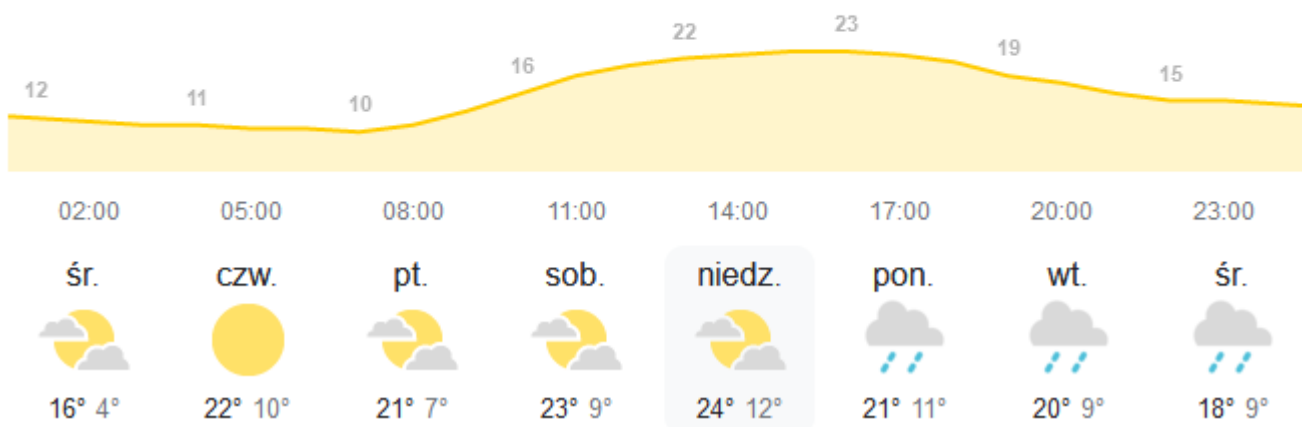 12 11 10 16 22 23 19 15
02:00 05:00 08:00 11:00 14:00 17:00 20:00 23:00
śr. czw. pt. sob. niedz. pon. wt. śr.
16° 4° 22° 10° 21° 7° 23° 9° 24° 12° 21° 11° 20° 9° 18° 9°